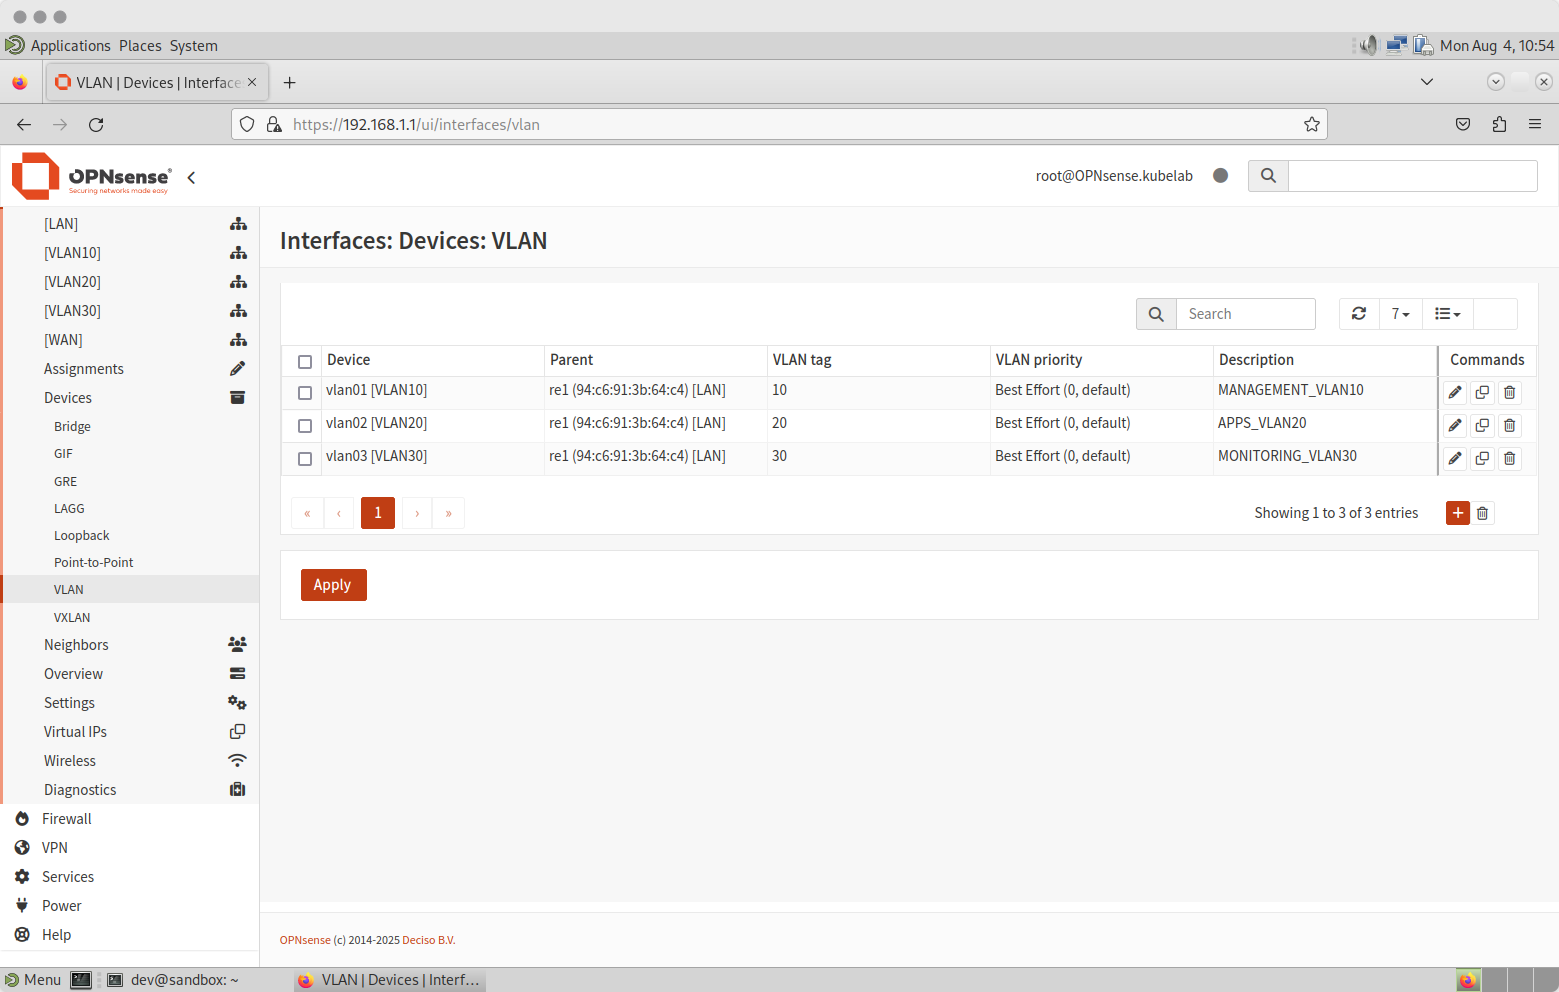 Applications Places System
Mon Aug 4, 10:54
VLAN | Devices | Interface
https://192.168.1.1/ui/interfaces/vlan
OPNsense®
Securing networks made easy
root@OPNsense.kubelab
[LAN]
[VLAN10]
[VLAN20]
[VLAN30]
[WAN]
Assignments
Devices
Bridge
GIF
GRE
LAGG
Loopback
Point-to-Point
VLAN
VXLAN
Neighbors
Overview
Settings
Virtual IPs
Wireless
Diagnostics
Firewall
VPN
Services
Power
Help
Interfaces: Devices: VLAN
Search
7
Device Parent VLAN tag VLAN priority Description Commands
vlan01 [VLAN10] re1 (94:c6:91:3b:64:c4) [LAN] 10 Best Effort (0, default) MANAGEMENT_VLAN10
vlan02 [VLAN20] re1 (94:c6:91:3b:64:c4) [LAN] 20 Best Effort (0, default) APPS_VLAN20
vlan03 [VLAN30] re1 (94:c6:91:3b:64:c4) [LAN] 30 Best Effort (0, default) MONITORING_VLAN30
« ‹ 1 › »
Showing 1 to 3 of 3 entries
Apply
OPNsense (c) 2014-2025 Deciso B.V.
Menu
dev@sandbox: ~
VLAN | Devices | Interf...